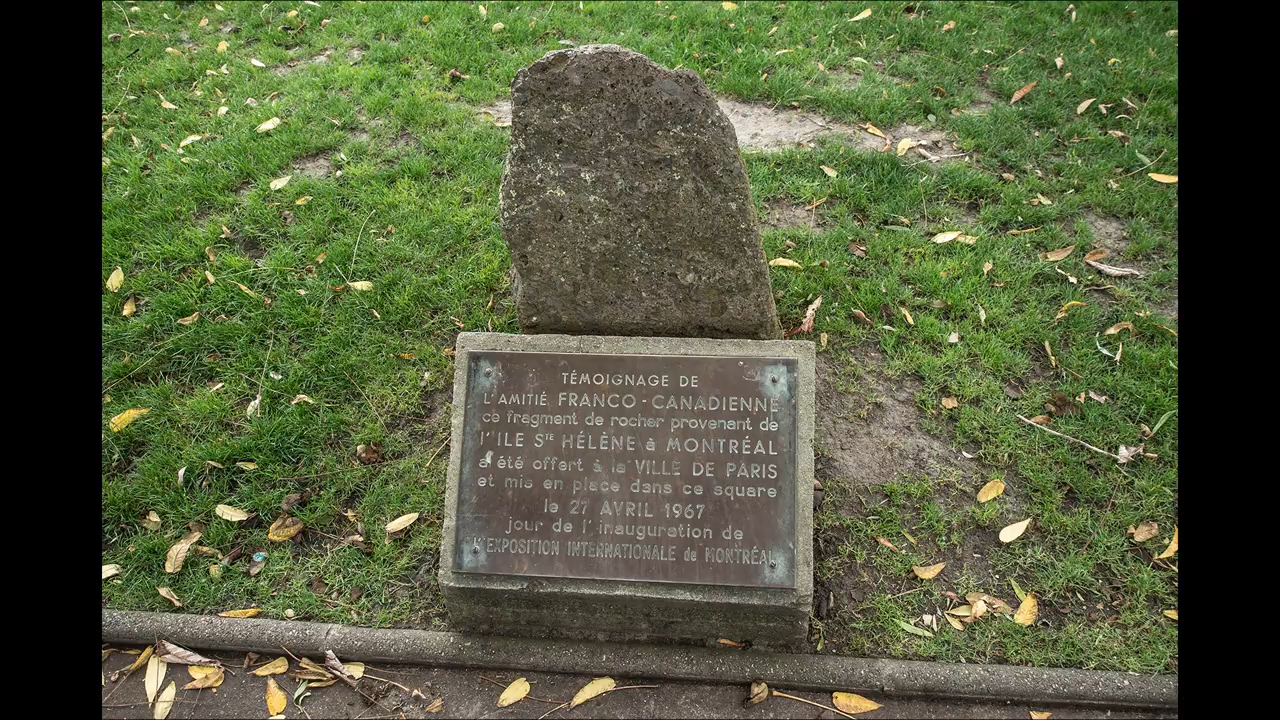 TÉMOIGNAGE DE
L'AMITIÉ FRANCO-CANADIENNE
ce fragment de rocher provenant de
l'ILE STE HÉLÈNE à MONTRÉAL
a été offert à la VILLE DE PARIS
et mis en place dans ce square
le 27 AVRIL 1967
jour de l'inauguration de
L'EXPOSITION INTERNATIONALE de MONTRÉAL